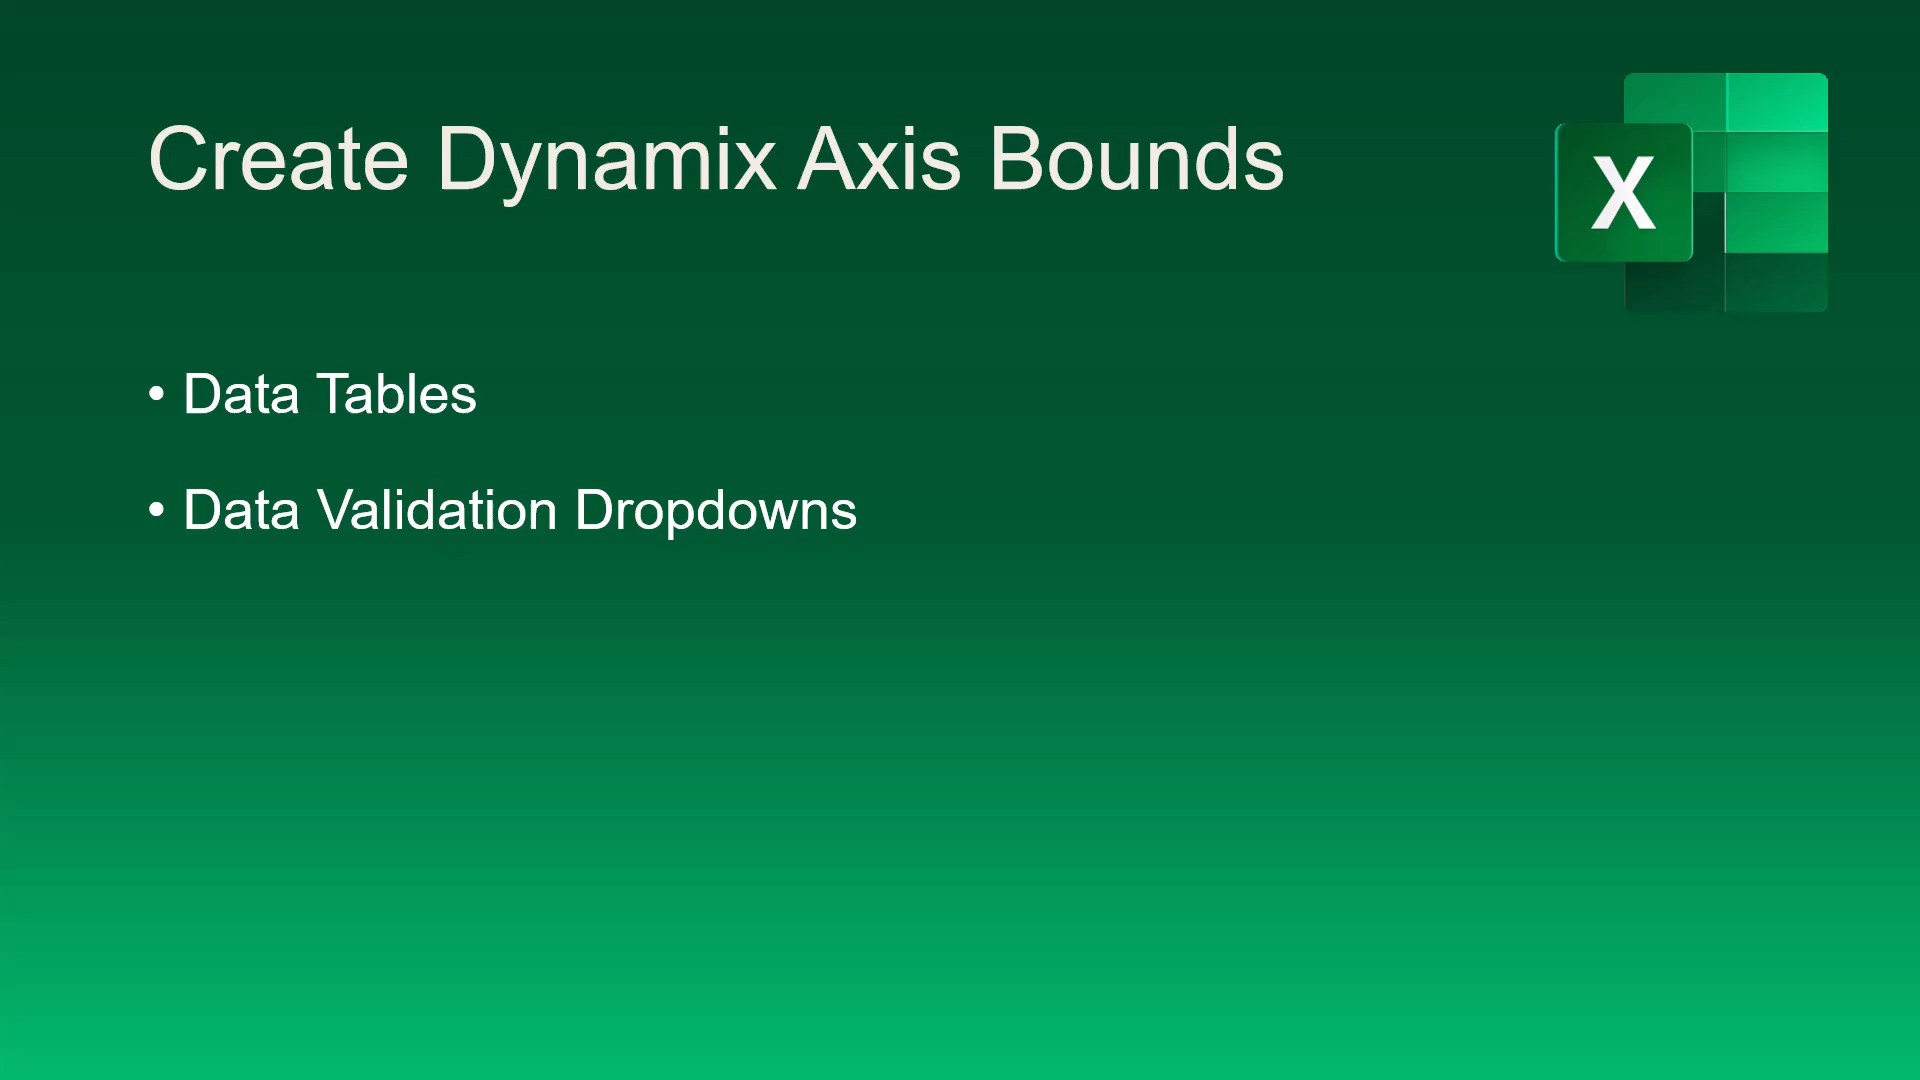 Create Dynamix Axis Bounds
X
• Data Tables
• Data Validation Dropdowns